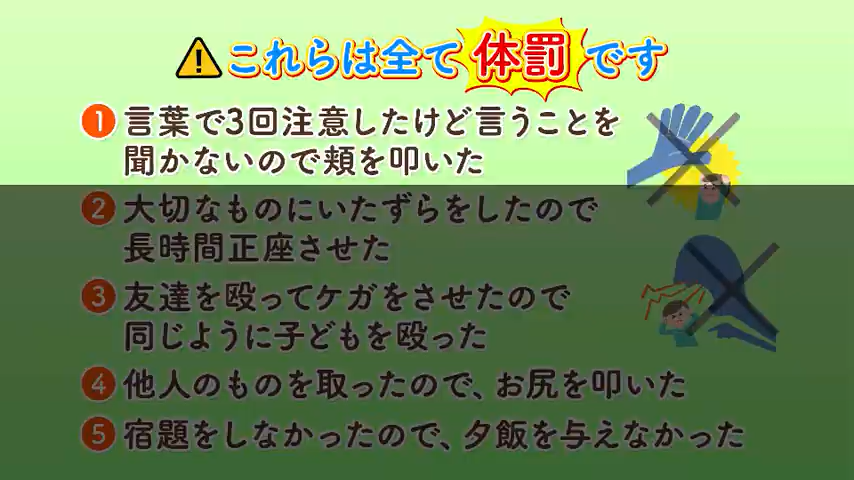 これらは全て体罰です
1 言葉で3回注意したけど言うことを
聞かないので頬を叩いた
2 大切なものにいたずらをしたので
長時間正座させた
3 友達を殴ってケガをさせたので
同じように子どもを殴った
4 他人のものを取ったので、お尻を叩いた
5 宿題をしなかったので、夕飯を与えなかった